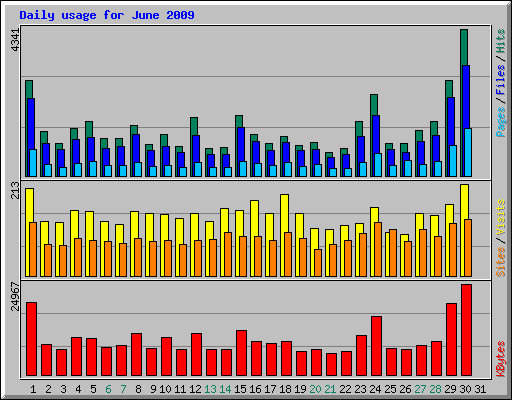 Daily usage for June 2009
4341
Pages / Files / Hits
213
Sites / Visits
24967
KBytes
1 2 3 4 5 6 7 8 9 10 11 12 13 14 15 16 17 18 19 20 21 22 23 24 25 26 27 28 29 30 31